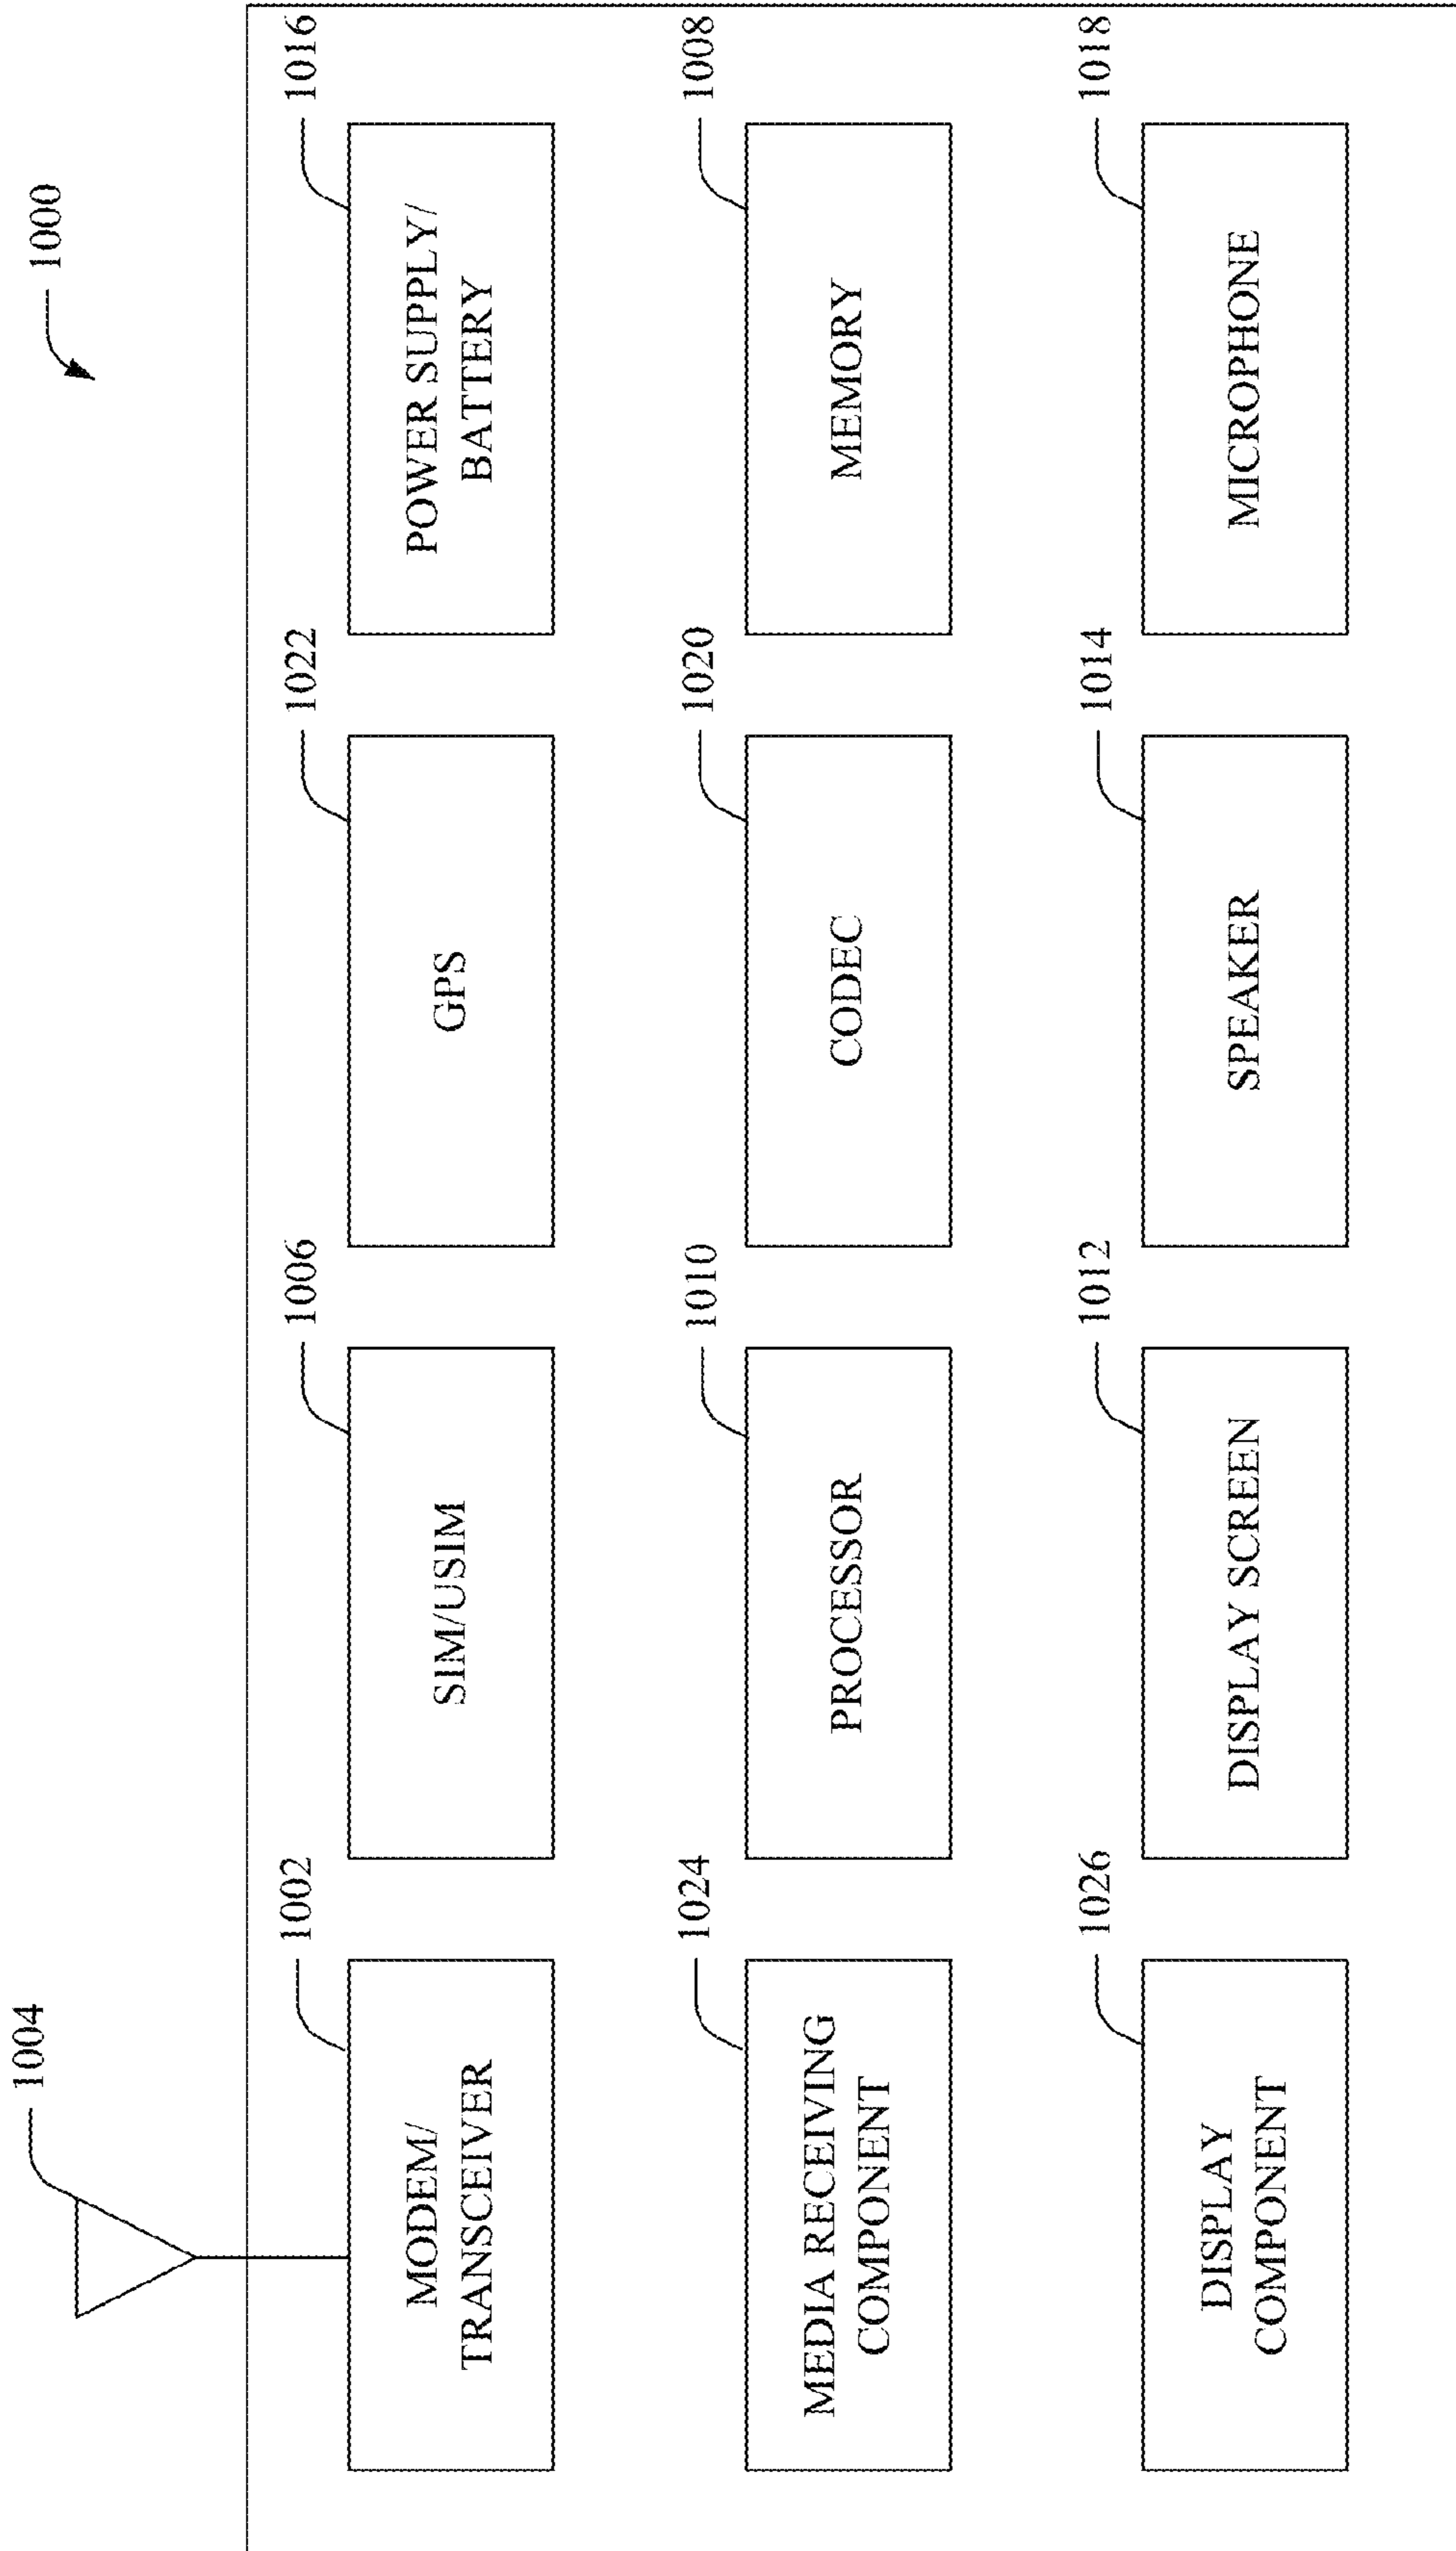 1000
1004
1002
MODEM/
TRANSCEIVER
1006
SIM/USIM
1022
GPS
1016
POWER SUPPLY/
BATTERY
1024
MEDIA RECEIVING
COMPONENT
1010
PROCESSOR
1020
CODEC
1008
MEMORY
1026
DISPLAY
COMPONENT
1012
DISPLAY SCREEN
1014
SPEAKER
1018
MICROPHONE